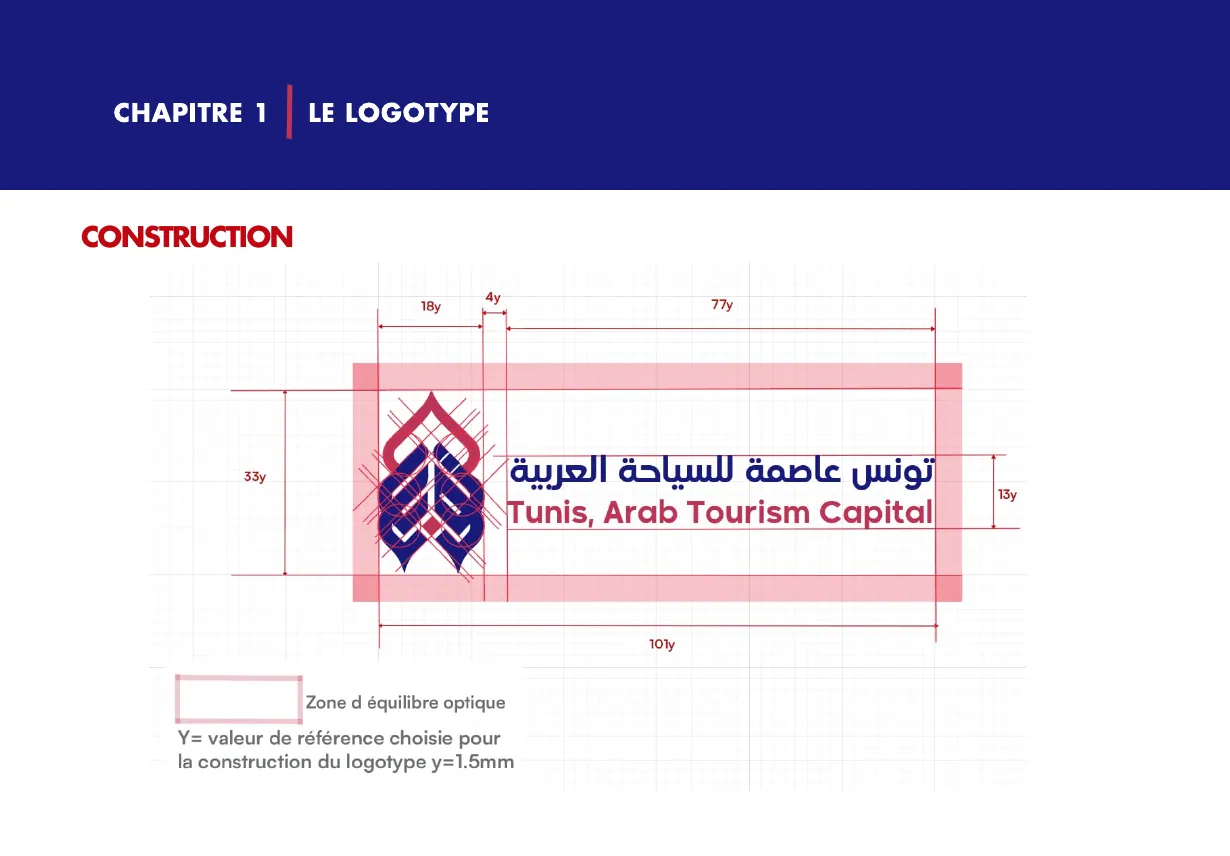 CHAPITRE 1 | LE LOGOTYPE
CONSTRUCTION
18y
4y
77y
33y
تونس عاصمة للسياحة العربية
Tunis, Arab Tourism Capital
13y
101y
Zone d équilibre optique
Y= valeur de référence choisie pour
la construction du logotype y=1.5mm